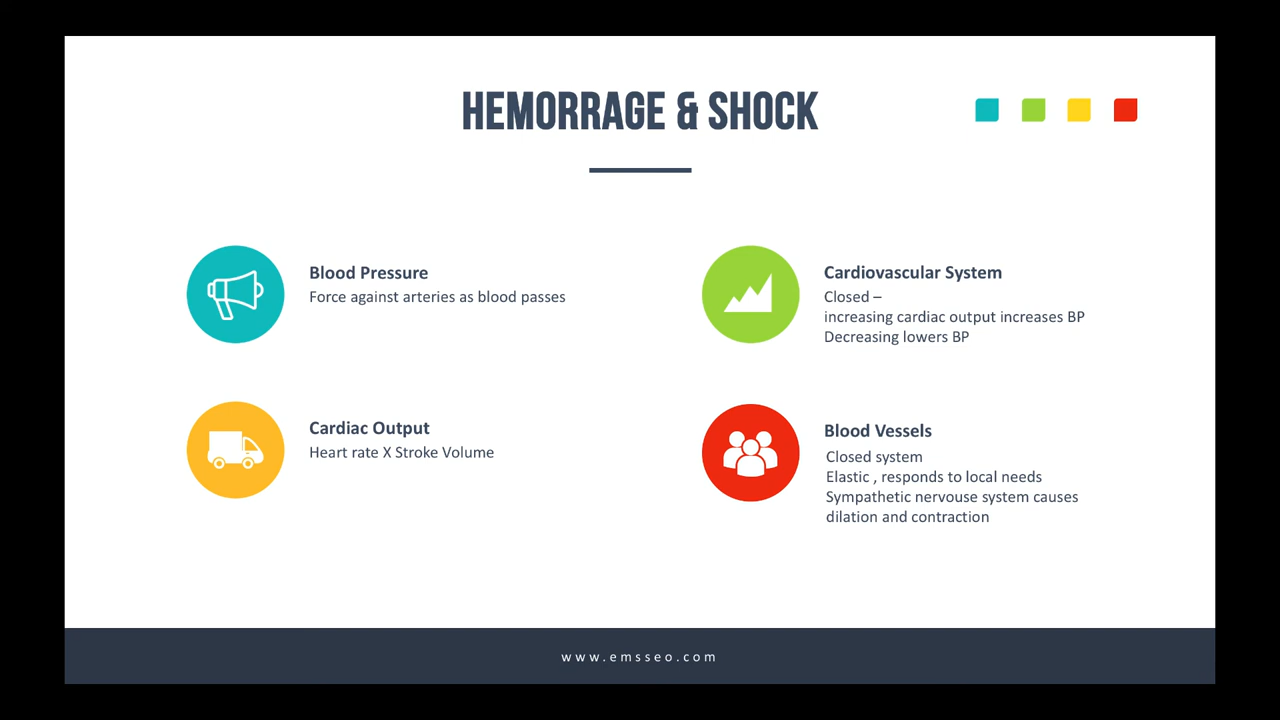 HEMORRAGE & SHOCK
Blood Pressure
Force against arteries as blood passes
Cardiovascular System
Closed –
increasing cardiac output increases BP
Decreasing lowers BP
Cardiac Output
Heart rate X Stroke Volume
Blood Vessels
Closed system
Elastic , responds to local needs
Sympathetic nervouse system causes
dilation and contraction
www.emsseo.com